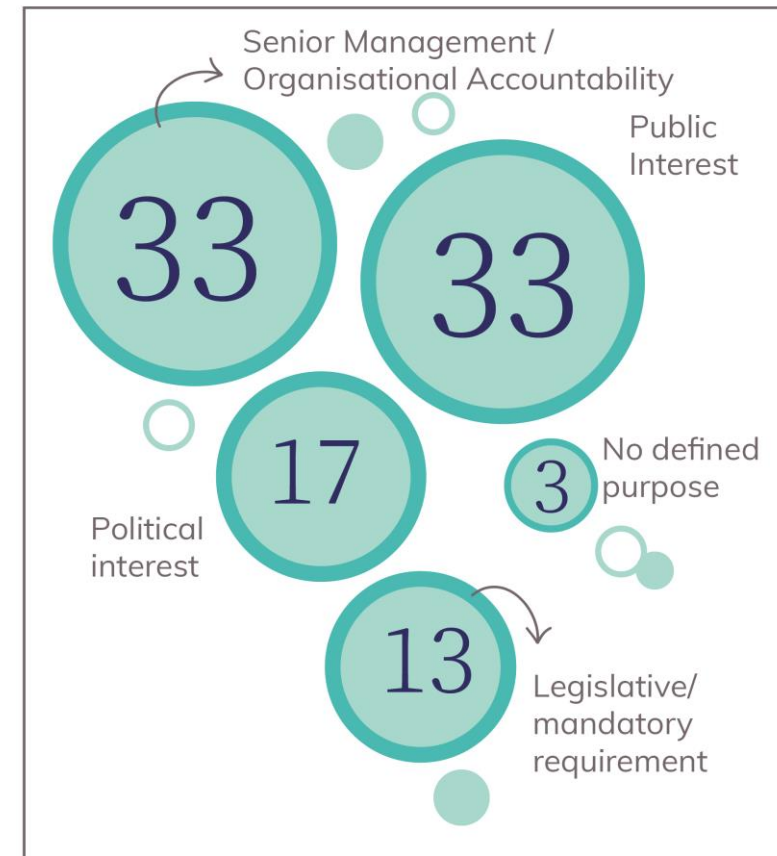 Senior Management /
Organisational Accountability
33
Public
Interest
33
Political
interest
17
No defined
purpose
3
13
Legislative/
mandatory
requirement